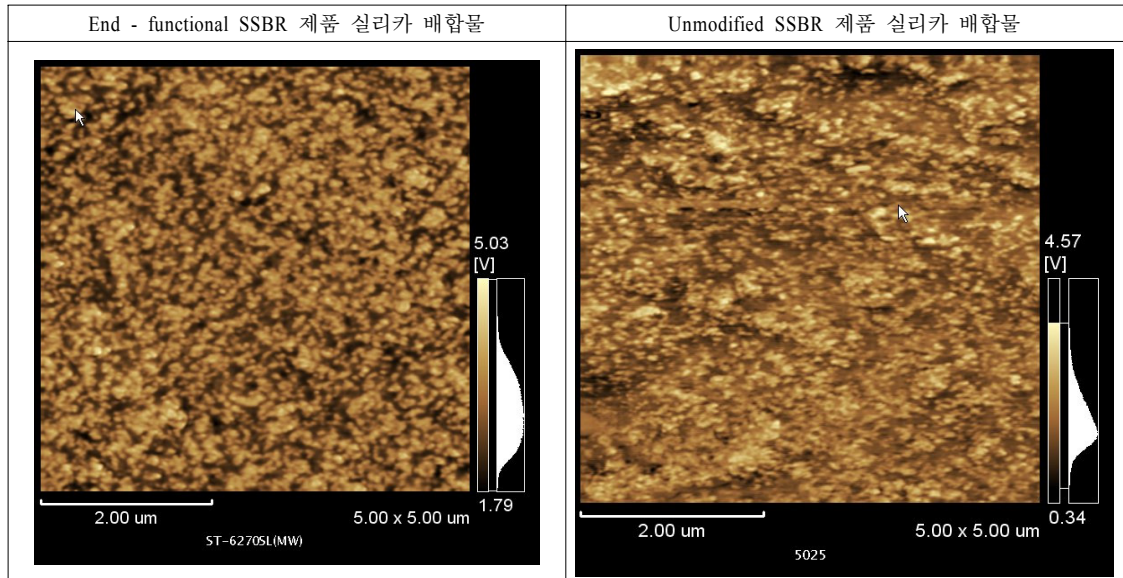 End - functional SSBR 제품 실리카 배합물
Unmodified SSBR 제품 실리카 배합물
5.03
[V]
1.79
2.00 um
5.00 x 5.00 um
ST-6270SL(MW)
4.57
[V]
0.34
2.00 um
5.00 x 5.00 um
5025